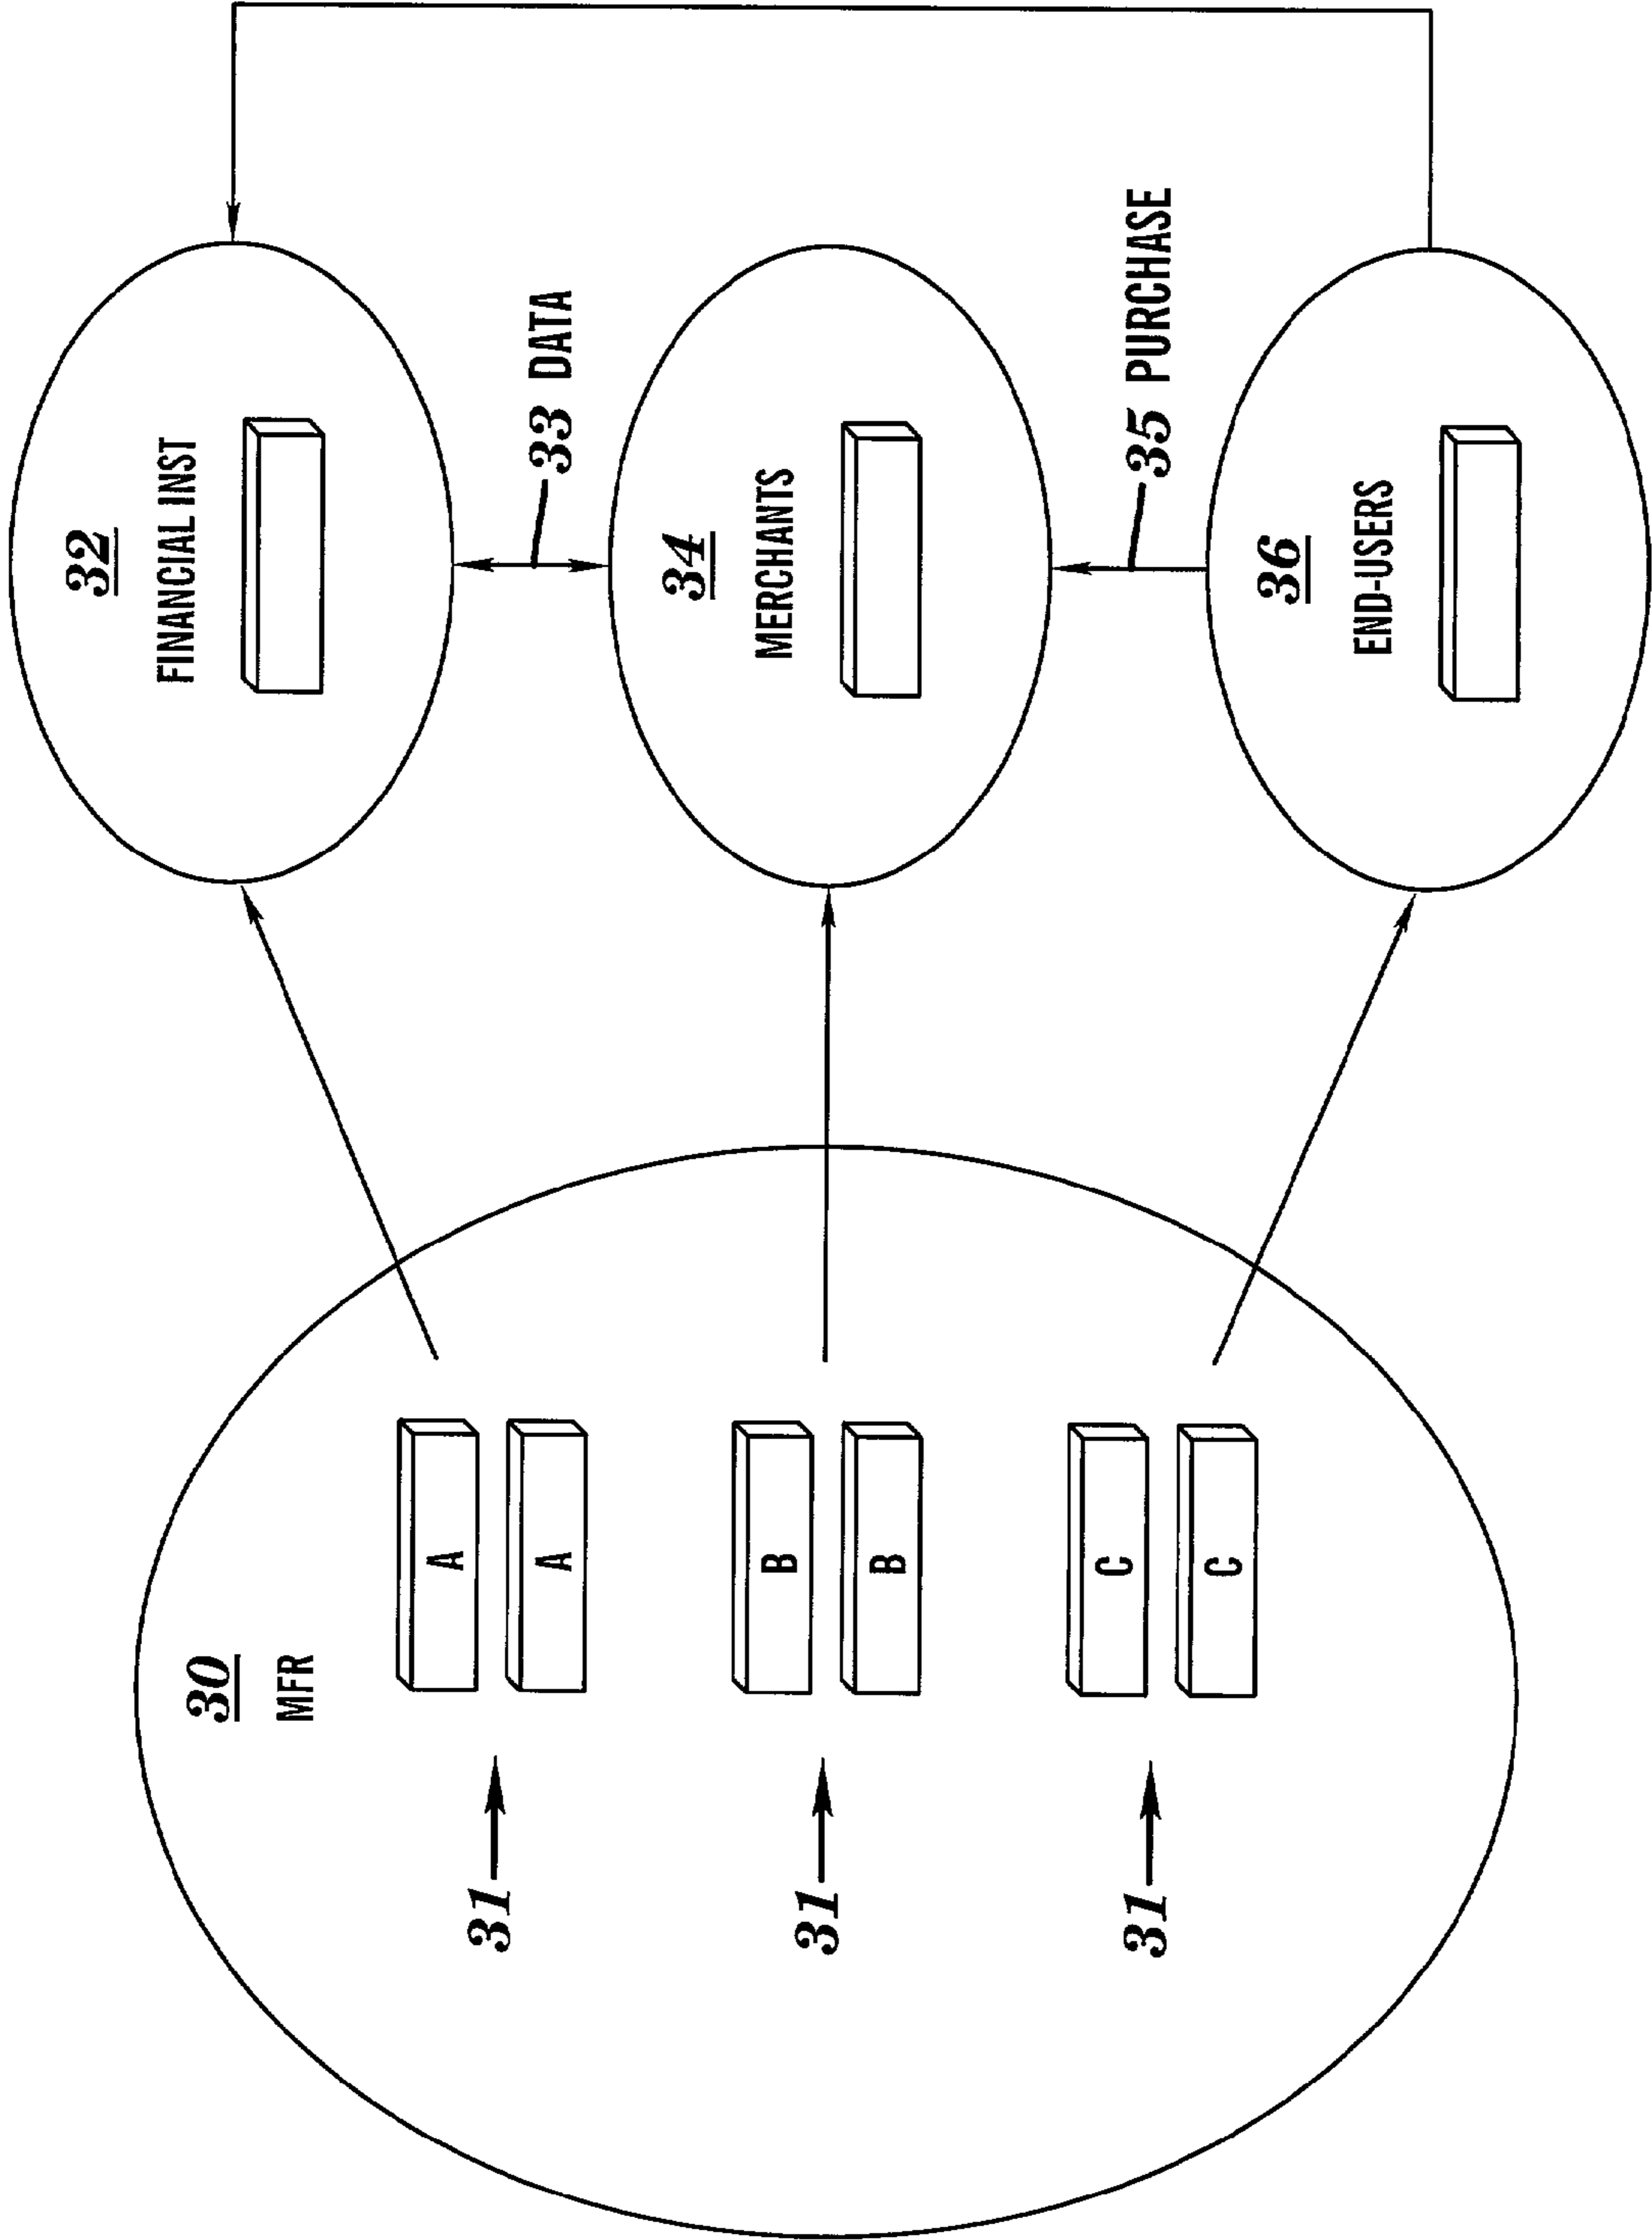 32
FINANCIAL INST
33 DATA
34
MERCHANTS
35 PURCHASE
36
END-USERS
30
MFR
A
A
B
B
C
C
31
31
31